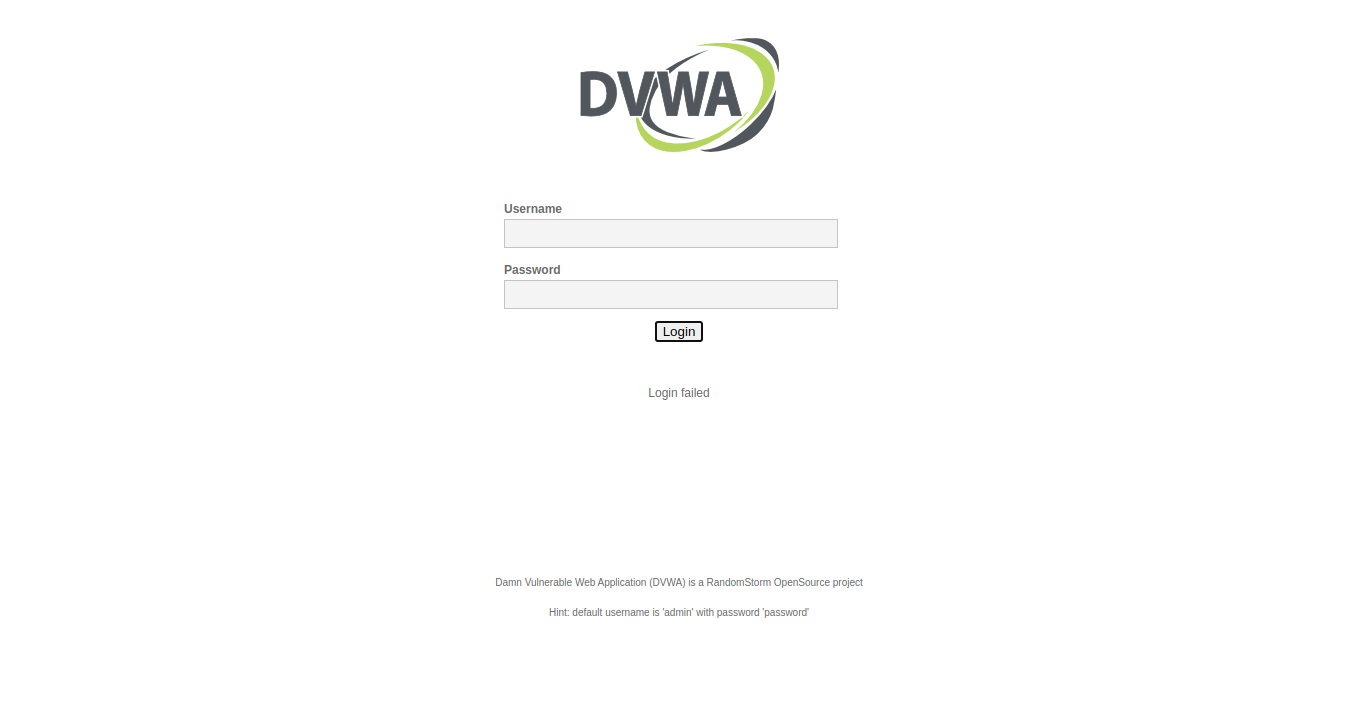 DVWA
Username
Password
Login
Login failed
Damn Vulnerable Web Application (DVWA) is a RandomStorm OpenSource project
Hint: default username is 'admin' with password 'password'